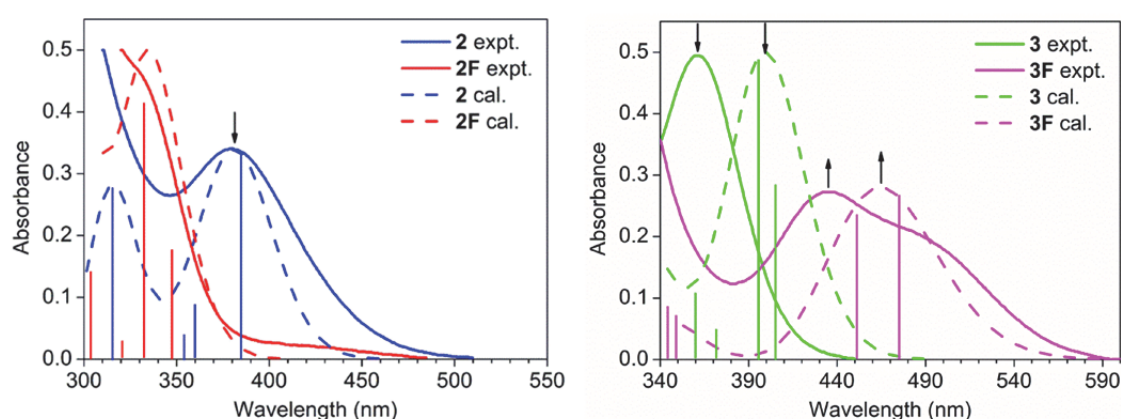 0.5
0.4
0.3
0.2
0.1
0.0
Absorbance
300 350 400 450 500 550
Wavelength (nm)
2 expt.
2F expt.
2 cal.
2F cal.
0.5
0.4
0.3
0.2
0.1
0.0
Absorbance
340 390 440 490 540 590
Wavelength (nm)
3 expt.
3F expt.
3 cal.
3F cal.